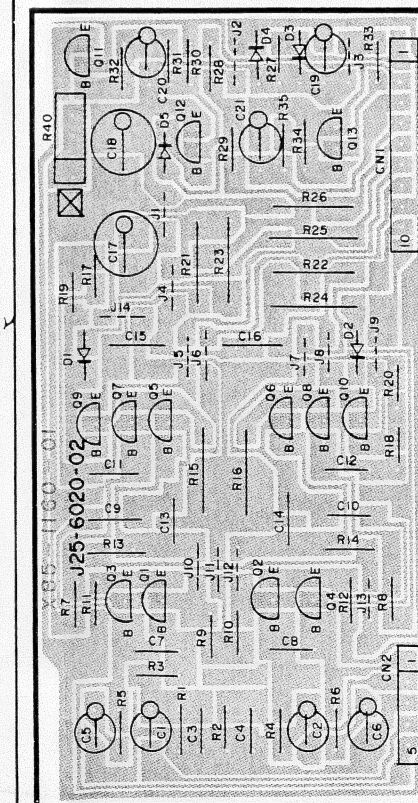 Q11
B
E
R32
C20
R31
R30
R28
J2
D4
R27
D3
C19
J3
R33
R40
C18
D5
Q12
E
B
R29
C21
R35
R34
E
Q13
B
CN1
1
10
R26
R25
R22
R24
C17
J1
R21
R23
R19
R17
J4
J14
C15
C16
D1
J5
J6
J7
J8
D2
J9
Q9
E
B
Q7
E
B
Q5
E
B
Q6
E
B
Q8
E
B
Q10
E
B
R20
R18
C11
R15
R16
C12
X85-1160-01
J25-6020-02
C9
C13
C14
C10
R13
R14
J10
J11
J12
R7
R11
Q3
E
B
Q1
E
B
Q2
E
B
E
B
Q4
R12
J13
R8
R9
R10
C7
C8
R3
CN2
1
5
C5
R5
C1
R1
C3
R2
C4
R4
C2
R6
C6